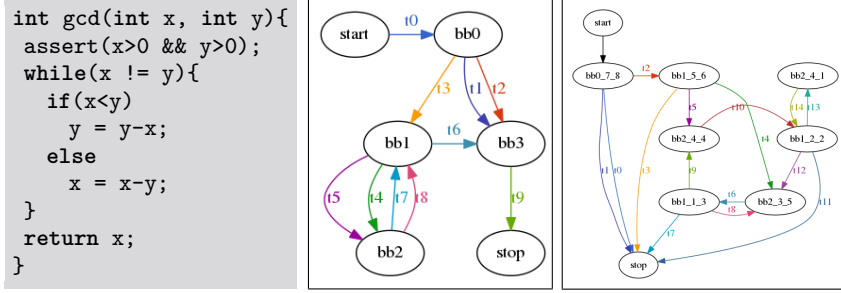 int gcd(int x, int y){
assert(x>0 && y>0);
while(x != y){
if(x<y)
y = y-x;
else
x = x-y;
}
return x;
}
start
t0
bb0
t3
t1
t2
bb1
t6
bb3
t5
t4
t7
t8
t9
bb2
stop
start
bb0_7_8
t2
bb1_5_6
bb2_4_1
t5
t10
t14
t13
bb2_4_4
t4
bb1_2_2
t1
t0
t3
t9
t12
bb1_1_3
t6
t8
bb2_3_5
t11
t7
stop